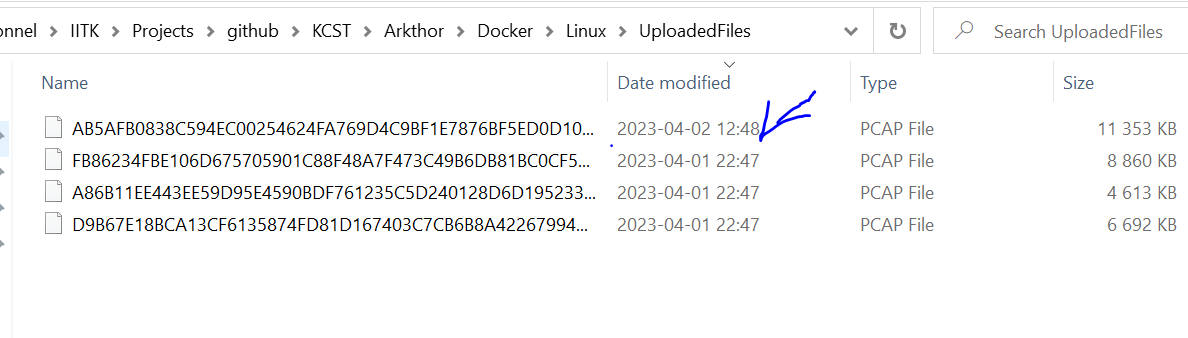 onnel > IITK > Projects > github > KCST > Arkthor > Docker > Linux > UploadedFiles Search UploadedFiles
Name Date modified Type Size
AB5AFB0838C594EC00254624FA769D4C9BF1E7876BF5ED0D10... 2023-04-02 12:48 PCAP File 11 353 KB
FB86234FBE106D675705901C88F48A7F473C49B6DB81BC0CF5... 2023-04-01 22:47 PCAP File 8 860 KB
A86B11EE443EE59D95E4590BDF761235C5D240128D6D195233... 2023-04-01 22:47 PCAP File 4 613 KB
D9B67E18BCA13CF6135874FD81D167403C7CB6B8A42267994... 2023-04-01 22:47 PCAP File 6 692 KB